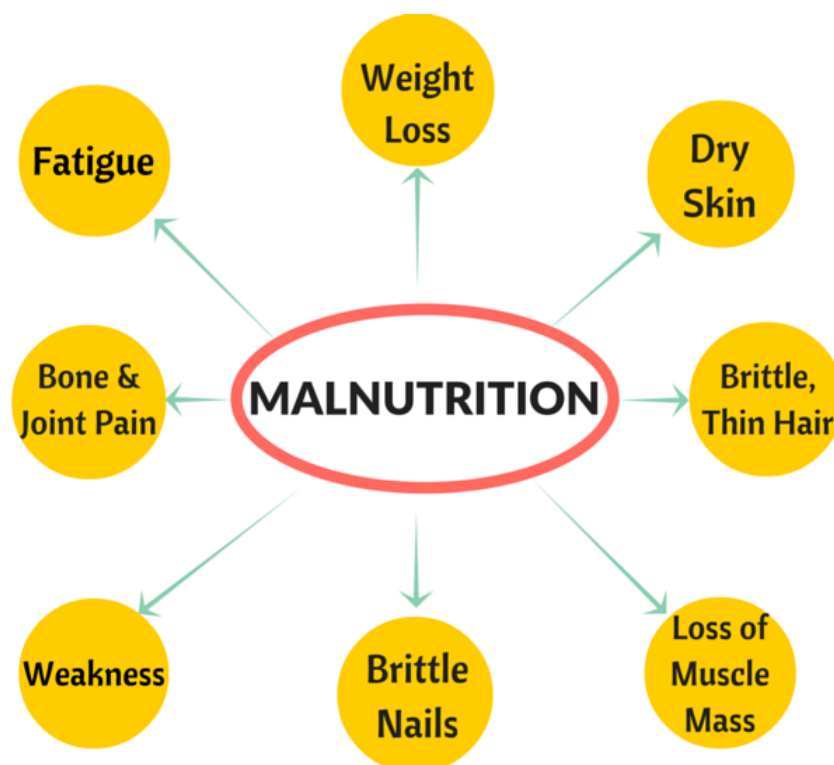 Weight
Loss
Fatigue
Dry
Skin
MALNUTRITION
Bone &
Joint Pain
Brittle,
Thin Hair
Weakness
Brittle
Nails
Loss of
Muscle
Mass